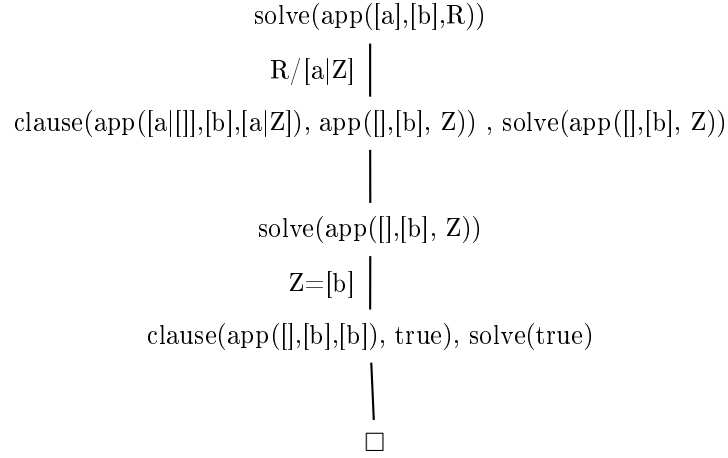 solve(app([a],[b],R))
R/[a|Z]
clause(app([a|[]],[b],[a|Z]), app([],[b], Z)) , solve(app([],[b], Z))
solve(app([],[b], Z))
Z=[b]
clause(app([],[b],[b]), true), solve(true)
□